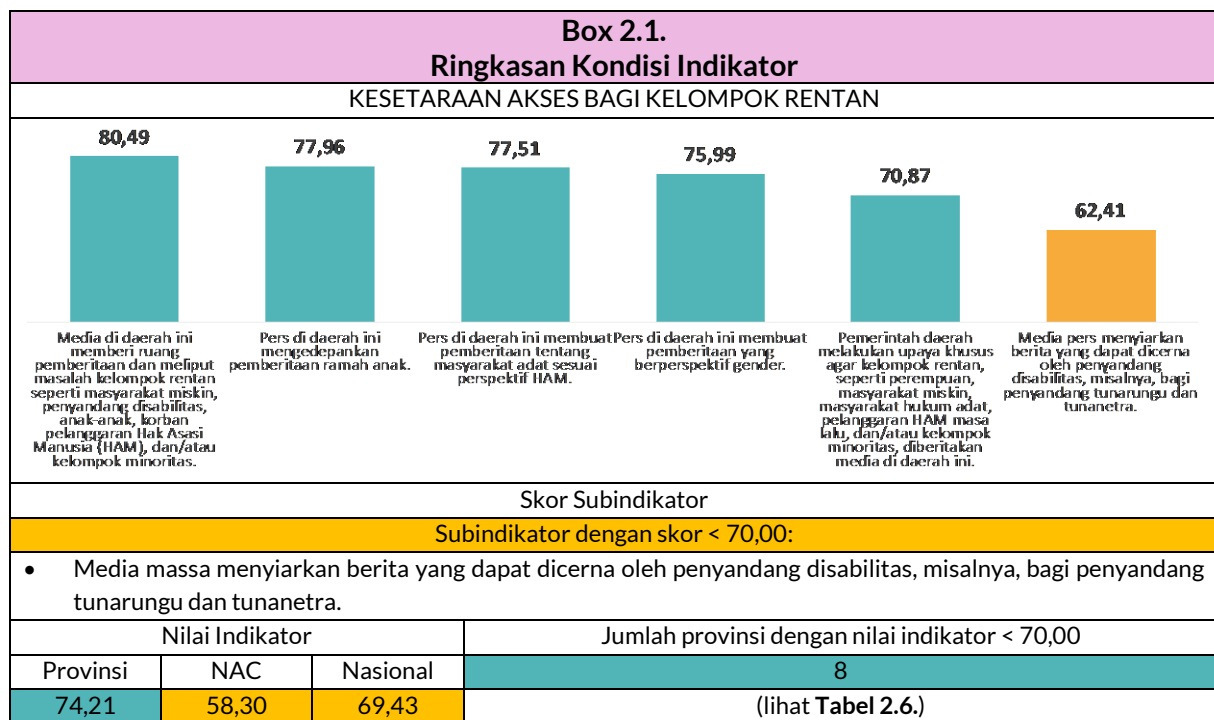 Box 2.1.
Ringkasan Kondisi Indikator
KESETARAAN AKSES BAGI KELOMPOK RENTAN
80,49
77,96
77,51
75,99
70,87
62,41
Media di daerah ini
memberi ruang
pemberitaan dan meliput
masalah kelompok rentan
seperti masyarakat miskin,
penyandang disabilitas,
anak-anak, korban
pelanggaran Hak Asasi
Manusia (HAM), dan/atau
kelompok minoritas.
Pers di daerah ini
mengedepankan
pemberitaan ramah anak.
Pers di daerah ini membuat
pemberitaan tentang
masyarakat adat sesuai
perspektif HAM.
Pers di daerah ini membuat
pemberitaan yang
berperspektif gender.
Pemerintah daerah
melakukan upaya khusus
agar kelompok rentan,
seperti perempuan,
masyarakat miskin,
masyarakat hukum adat,
pelanggaran HAM masa
lalu, dan/atau kelompok
minoritas, diberitakan
media di daerah ini.
Media pers menyiarkan
berita yang dapat dicerna
oleh penyandang
disabilitas, misalnya, bagi
penyandang tunarungu dan
tunanetra.
Skor Subindikator
Subindikator dengan skor < 70,00:
• Media massa menyiarkan berita yang dapat dicerna oleh penyandang disabilitas, misalnya, bagi penyandang
tunarungu dan tunanetra.
Nilai Indikator
Jumlah provinsi dengan nilai indikator < 70,00
Provinsi NAC Nasional
8
74,21 58,30 69,43
(lihat Tabel 2.6.)